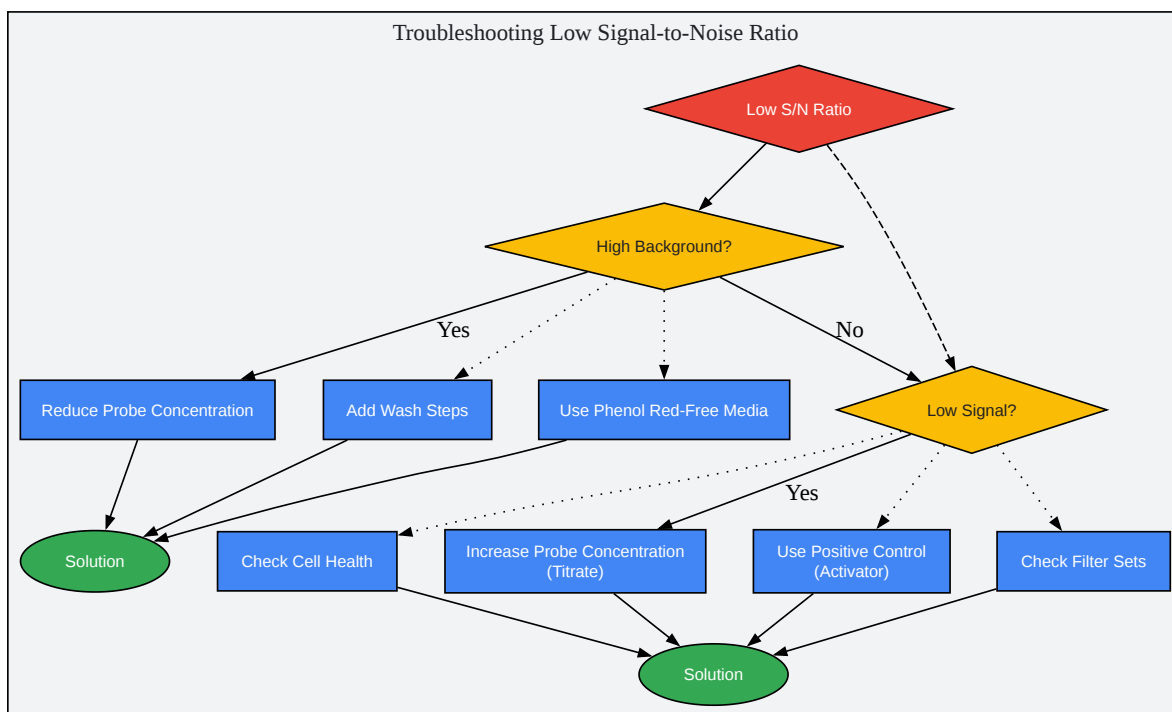 Troubleshooting Low Signal-to-Noise Ratio
Low S/N Ratio
High Background?
Yes
No
Reduce Probe Concentration
Add Wash Steps
Use Phenol Red-Free Media
Low Signal?
Yes
Solution
Check Cell Health
Increase Probe Concentration
(Titrate)
Use Positive Control
(Activator)
Check Filter Sets
Solution